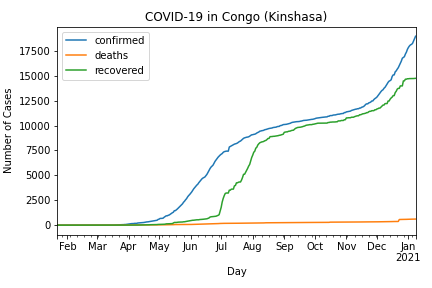 COVID-19 in Congo (Kinshasa)
confirmed
deaths
recovered
Number of Cases
17500
15000
12500
10000
7500
5000
2500
0
Feb Mar Apr May Jun Jul Aug Sep Oct Nov Dec Jan
2021
Day